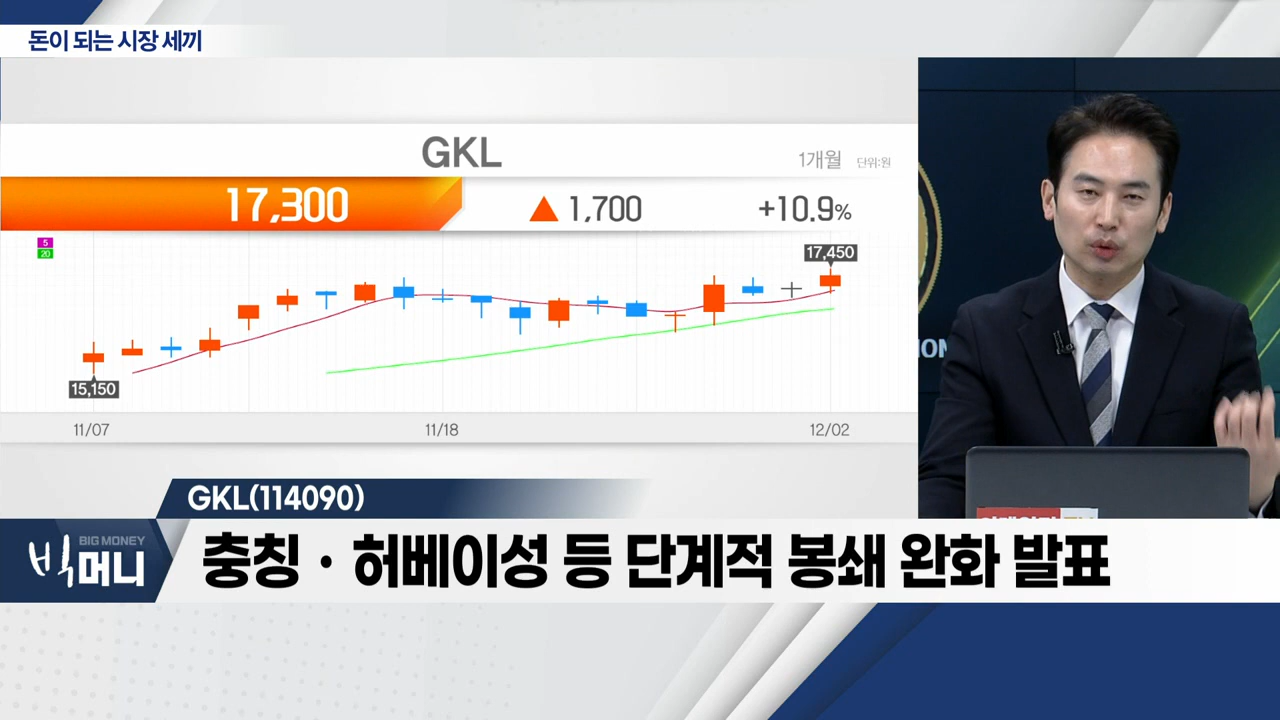 돈이 되는 시장 세끼
GKL
1개월 단위:원
17,300 ▲ 1,700 +10.9%
5
20
17,450
15,150
11/07 11/18 12/02
GKL(114090)
BIG MONEY
빅머니
충칭·허베이성 등 단계적 봉쇄 완화 발표